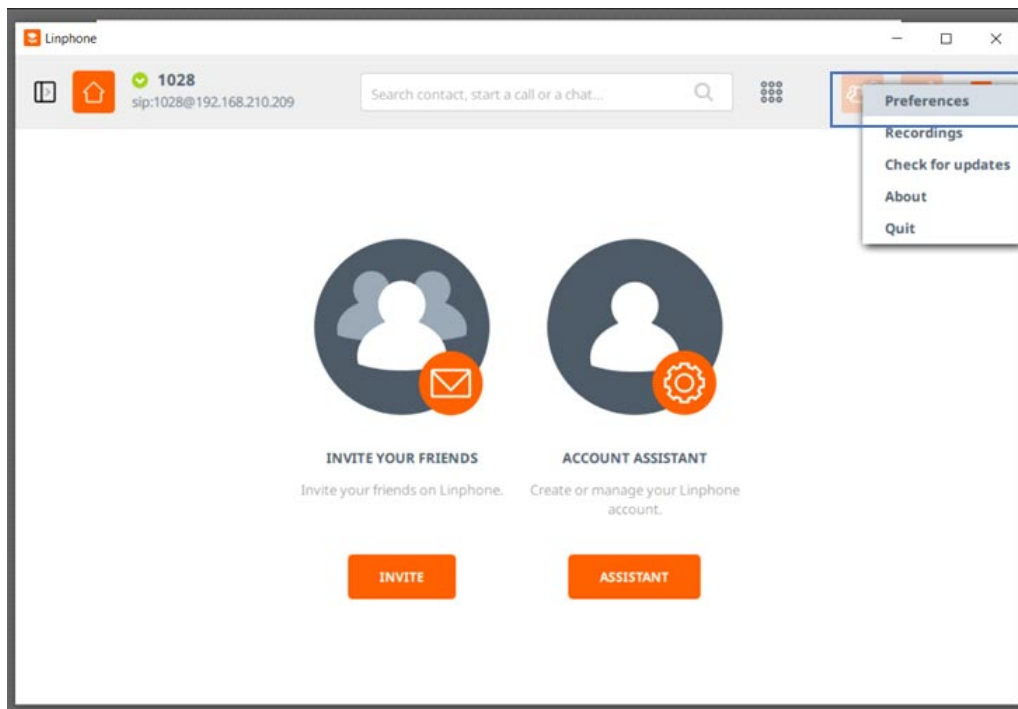 Linphone
1028
sip:1028@192.168.210.209
Search contact, start a call or a chat...
Preferences
Recordings
Check for updates
About
Quit
INVITE YOUR FRIENDS
Invite your friends on Linphone.
INVITE
ACCOUNT ASSISTANT
Create or manage your Linphone
account.
ASSISTANT